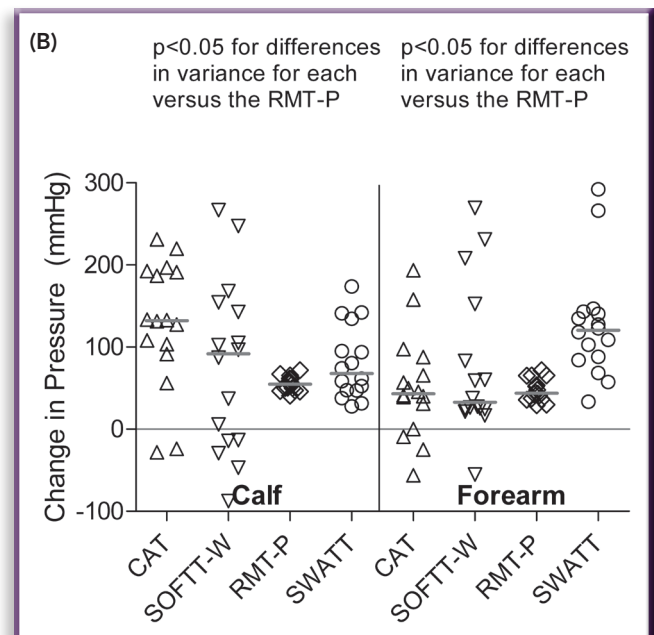 (B)
p<0.05 for differences
in variance for each
versus the RMT-P
p<0.05 for differences
in variance for each
versus the RMT-P
Change in Pressure (mmHg)
300
200
100
0
-100
Calf
Forearm
CAT
SOFTT-W
RMT-P
SWATT
CAT
SOFTT-W
RMT-P
SWATT